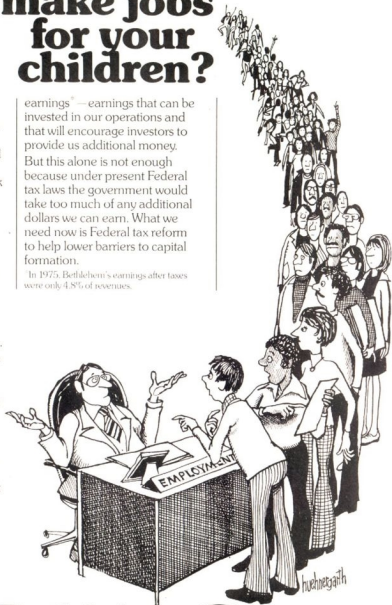 make jobs
for your
children?
earnings* — earnings that can be
invested in our operations and
that will encourage investors to
provide us additional money.
But this alone is not enough
because under present Federal
tax laws the government would
take too much of any additional
dollars we can earn. What we
need now is Federal tax reform
to help lower barriers to capital
formation.
*In 1975, Bethlehem's earnings after taxes
were only 4.8% of revenues.
EMPLOYMENT
huehnergarth